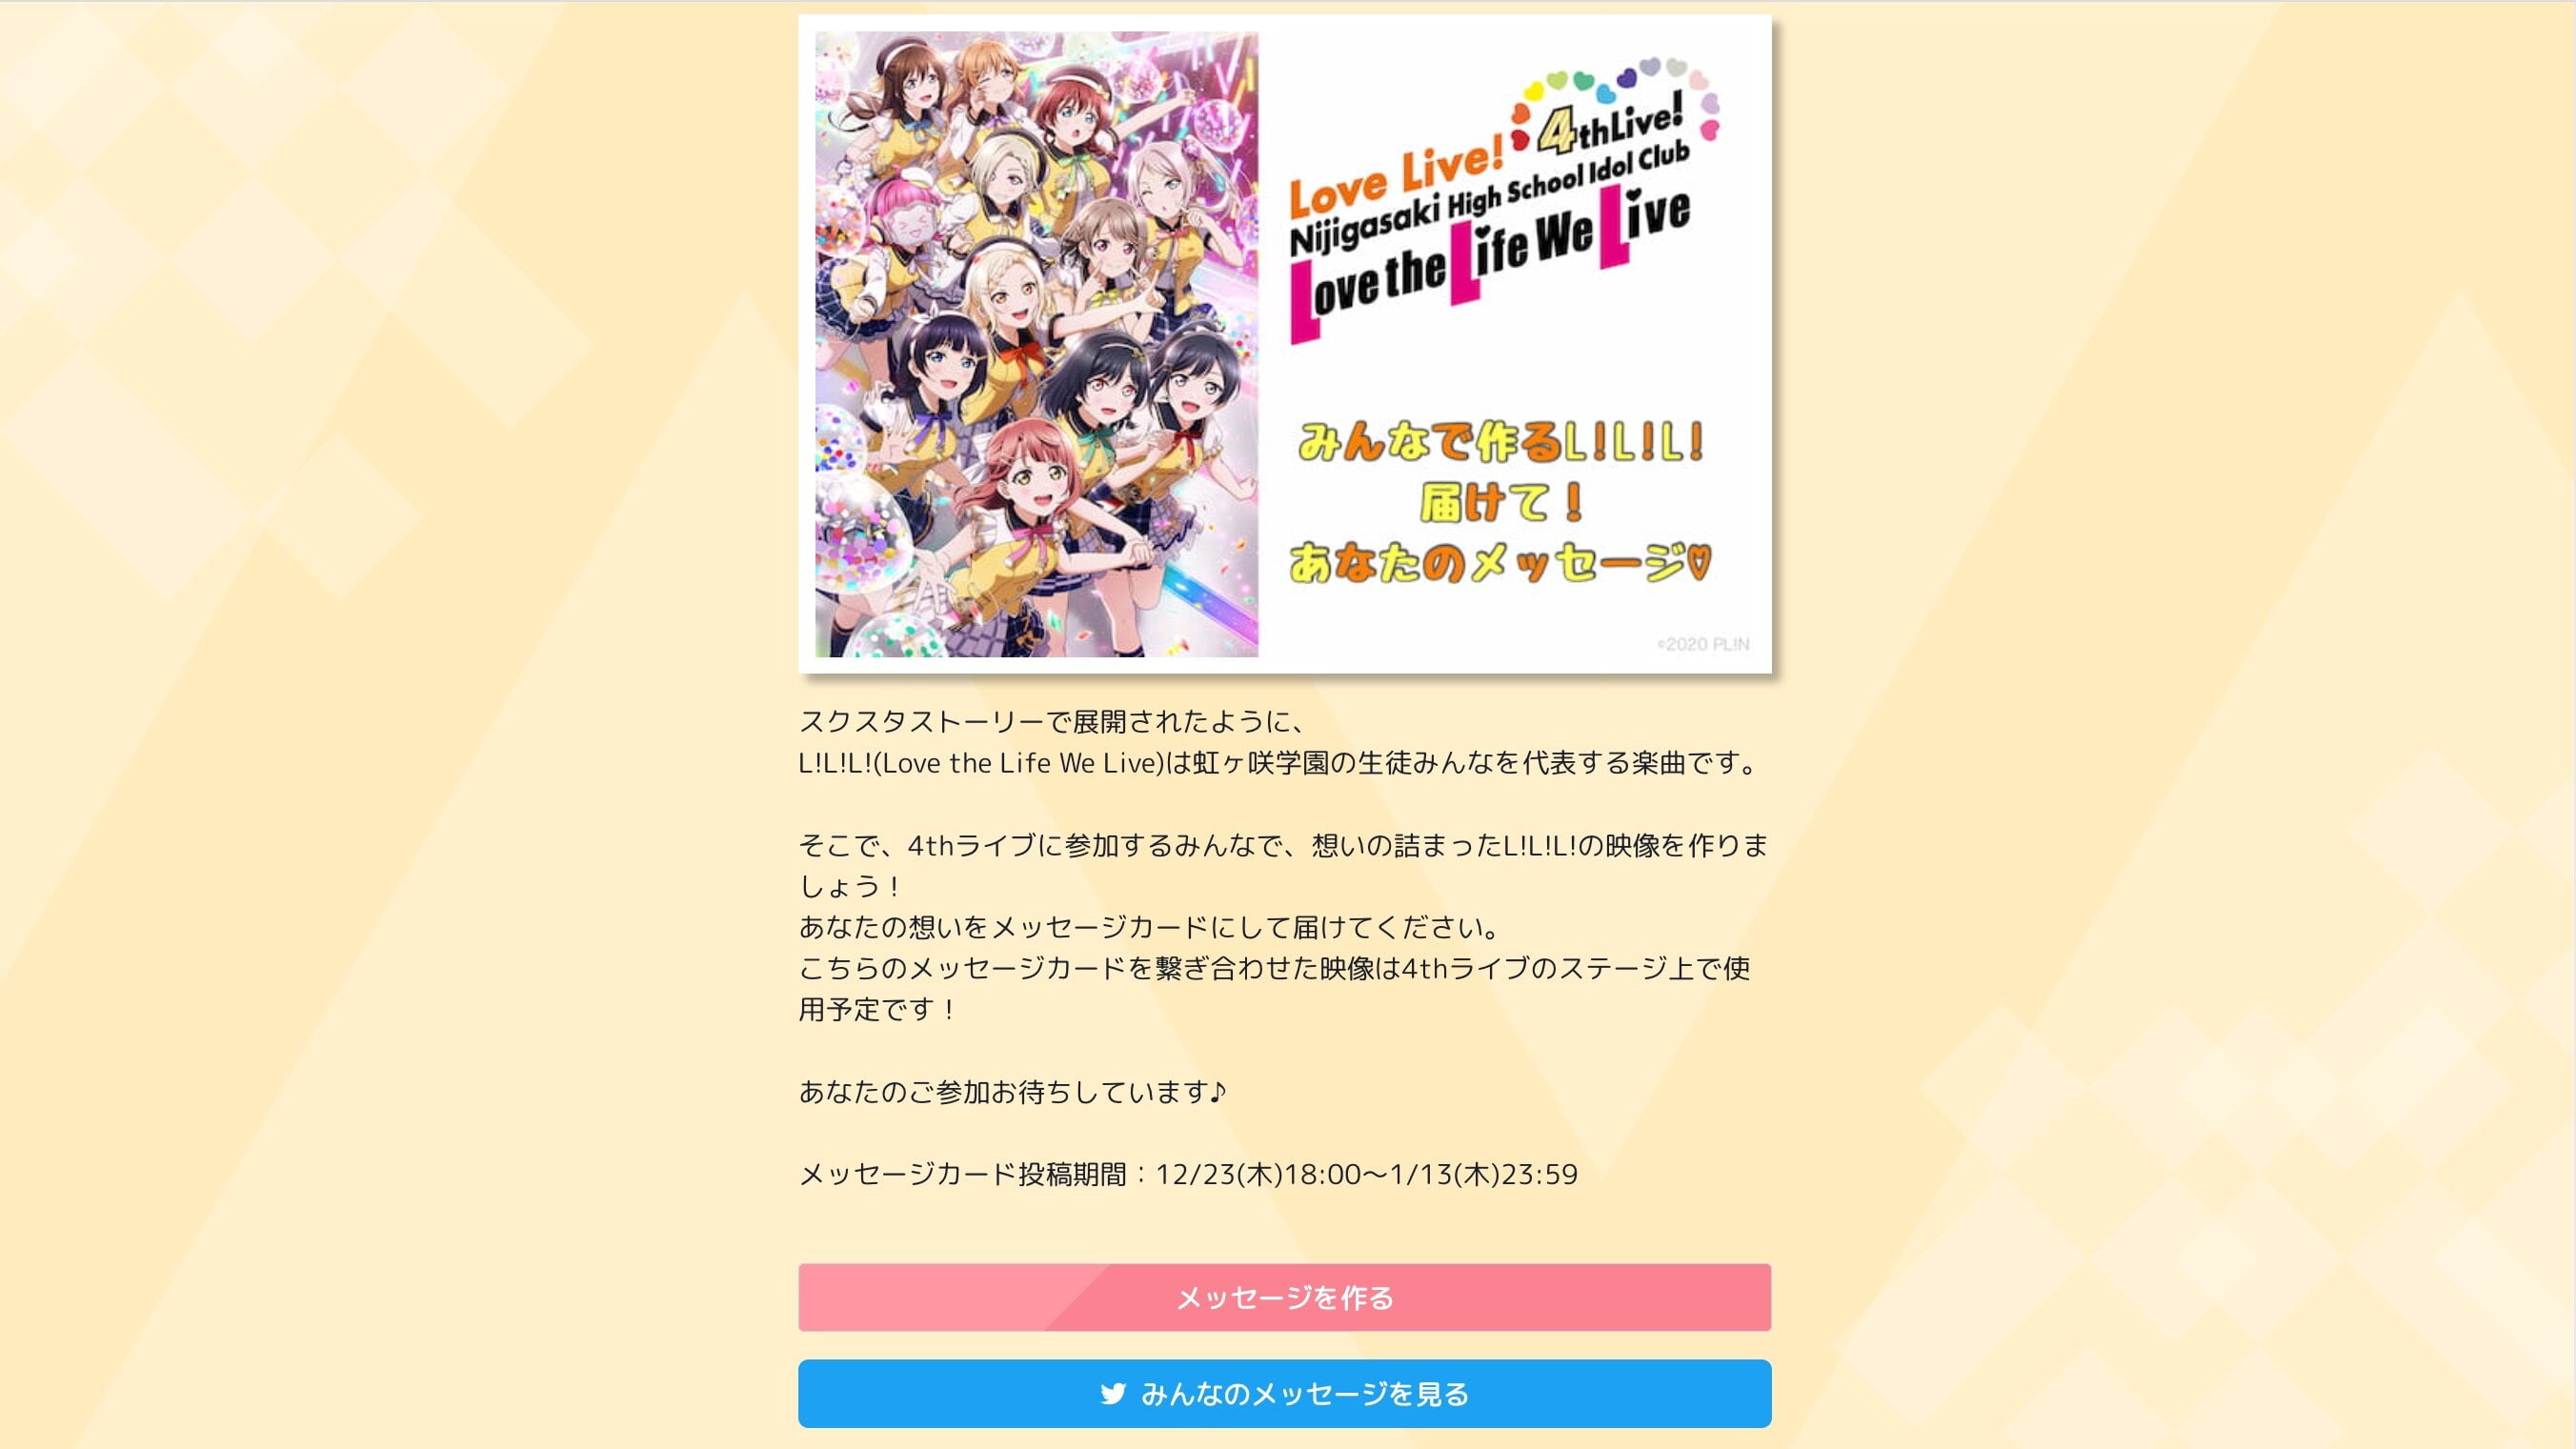 Love Live! 4thLive!
Nijigasaki High School Idol Club
Love the Life We Live
みんなで作るL!L!L!
届けて！
あなたのメッセージ♡
©2020 PL!N
スクスタストーリーで展開されたように、
L!L!L!(Love the Life We Live)は虹ヶ咲学園の生徒みんなを代表する楽曲です。
そこで、4thライブに参加するみんなで、想いの詰まったL!L!L!の映像を作りま
しょう！
あなたの想いをメッセージカードにして届けてください。
こちらのメッセージカードを繋ぎ合わせた映像は4thライブのステージ上で使
用予定です！
あなたのご参加お待ちしています♪
メッセージカード投稿期間：12/23(木)18:00〜1/13(木)23:59
メッセージを作る
みんなのメッセージを見る